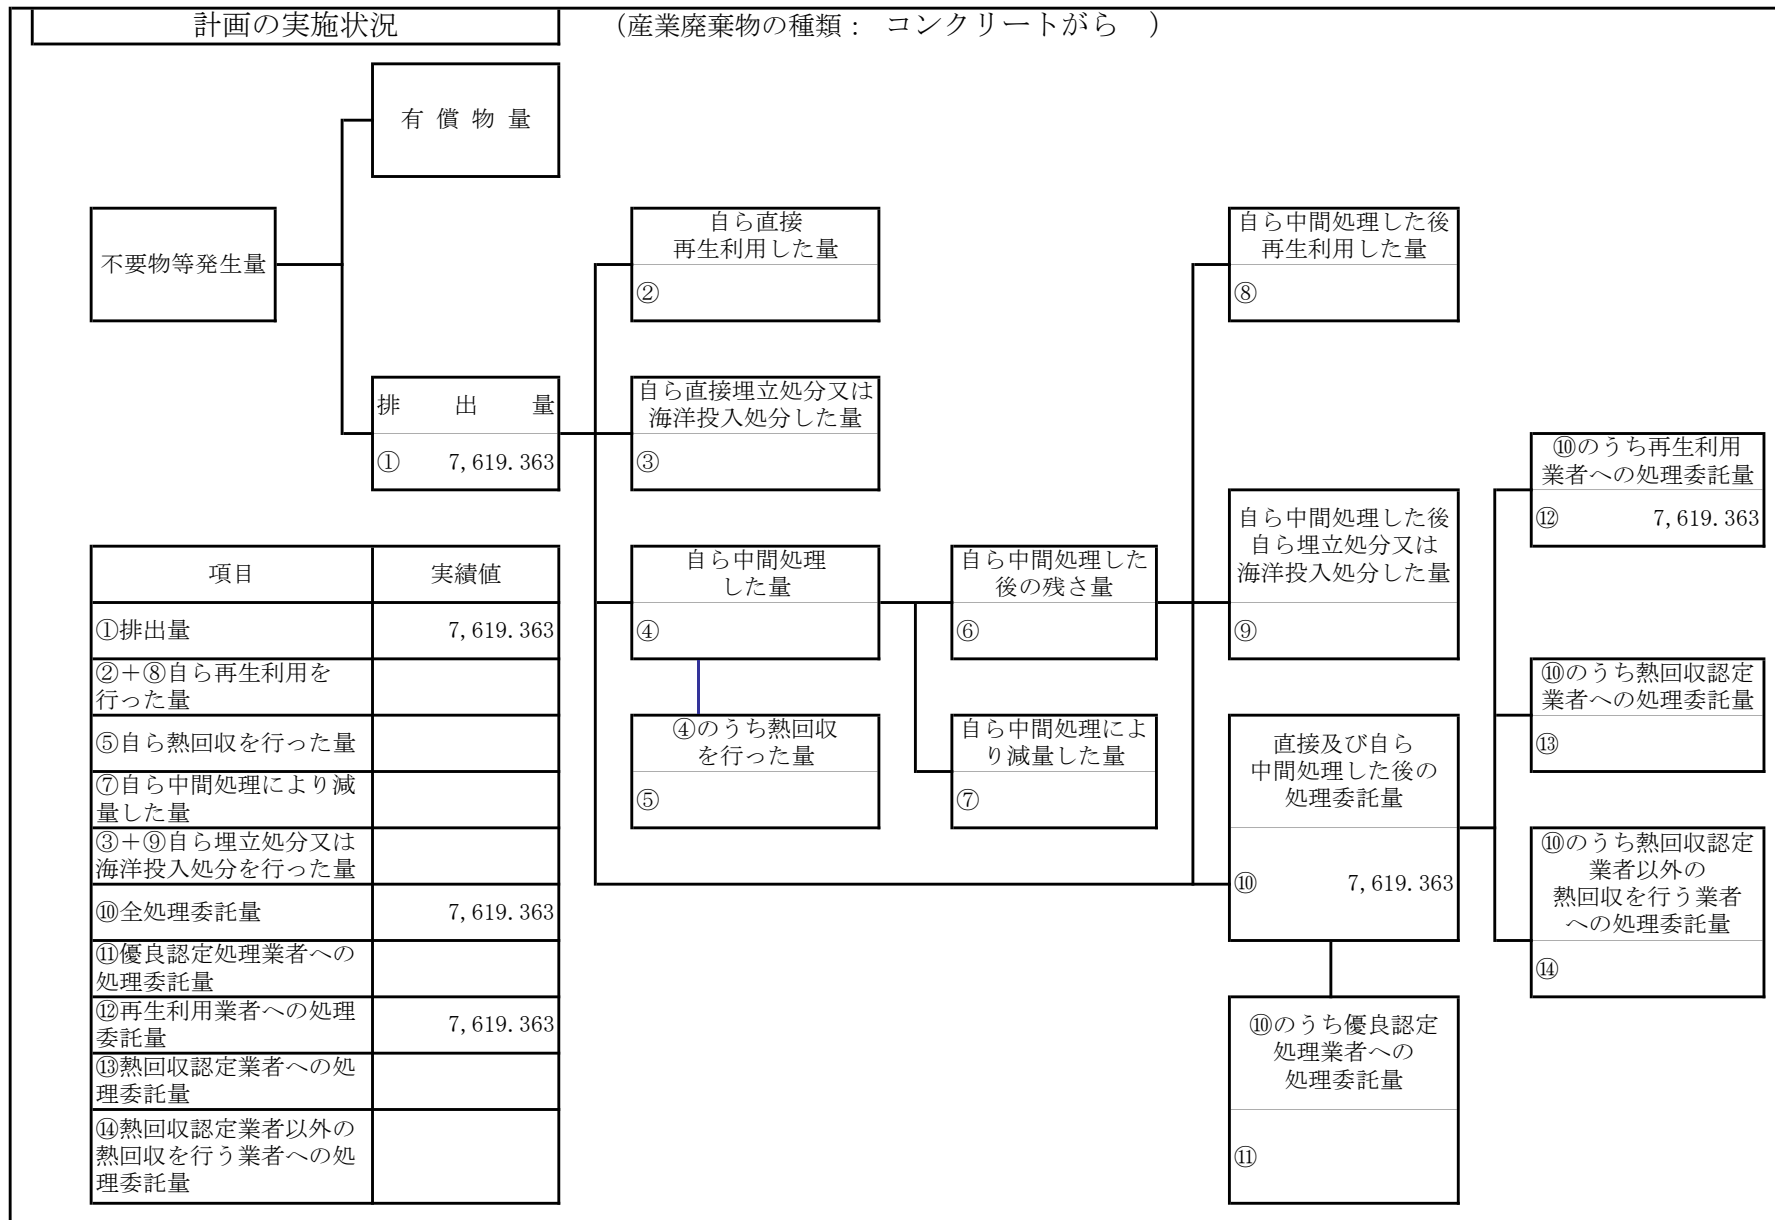 計画の実施状況
（産業廃棄物の種類： コンクリートがら ）
有償物量
不要物等発生量
自ら直接
再生利用した量
②
自ら中間処理した後
再生利用した量
⑧
排出量
① 7,619.363
自ら直接埋立処分又は
海洋投入処分した量
③
⑩のうち再生利用
業者への処理委託量
⑫ 7,619.363
自ら中間処理した後
自ら埋立処分又は
海洋投入処分した量
⑨
自ら中間処理
した量
④
自ら中間処理した
後の残さ量
⑥
⑩のうち熱回収認定
業者への処理委託量
⑬
④のうち熱回収
を行った量
⑤
自ら中間処理によ
り減量した量
⑦
直接及び自ら
中間処理した後の
処理委託量
⑩ 7,619.363
⑩のうち熱回収認定
業者以外の
熱回収を行う業者
への処理委託量
⑭
⑩のうち優良認定
処理業者への
処理委託量
⑪
項目 実績値
①排出量 7,619.363
②＋⑧自ら再生利用を
行った量
⑤自ら熱回収を行った量
⑦自ら中間処理により減
量した量
③＋⑨自ら埋立処分又は
海洋投入処分を行った量
⑩全処理委託量 7,619.363
⑪優良認定処理業者への
処理委託量
⑫再生利用業者への処理
委託量 7,619.363
⑬熱回収認定業者への処
理委託量
⑭熱回収認定業者以外の
熱回収を行う業者への処
理委託量